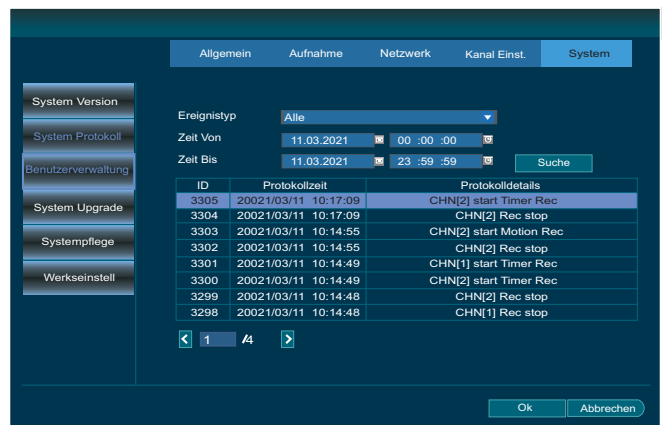 Allgemein Aufnahme Netzwerk Kanal Einst. System
System Version
System Protokoll
Benutzerverwaltung
System Upgrade
Systempflege
Werkseinstell
Ereignistyp Alle
Zeit Von 11.03.2021 00 :00 :00
Zeit Bis 11.03.2021 23 :59 :59 Suche
ID Protokollzeit Protokolldetails
3305 20021/03/11 10:17:09 CHN[2] start Timer Rec
3304 20021/03/11 10:17:09 CHN[2] Rec stop
3303 20021/03/11 10:14:55 CHN[2] start Motion Rec
3302 20021/03/11 10:14:55 CHN[2] Rec stop
3301 20021/03/11 10:14:49 CHN[1] start Timer Rec
3300 20021/03/11 10:14:49 CHN[2] start Timer Rec
3299 20021/03/11 10:14:48 CHN[2] Rec stop
3298 20021/03/11 10:14:48 CHN[1] Rec stop
1 /4
Ok Abbrechen